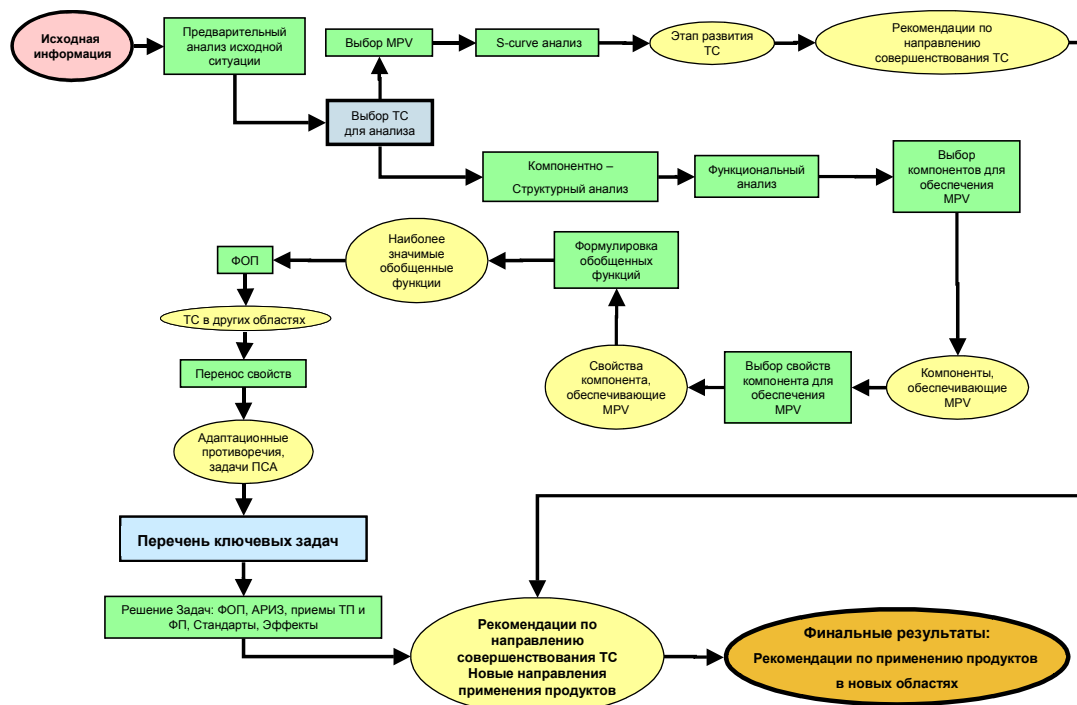 Исходная
информация
Предварительный
анализ исходной
ситуации
Выбор MPV
S-curve анализ
Этап развития
ТС
Рекомендации по
направлению
совершенствования ТС
Выбор ТС
для анализа
Компонентно –
Структурный анализ
Функциональный
анализ
Выбор
компонентов для
обеспечения
MPV
ФОП
Наиболее
значимые
обобщенные
функции
Формулировка
обобщенных
функций
ТС в других областях
Перенос свойств
Свойства
компонента,
обеспечивающие
MPV
Выбор свойств
компонента для
обеспечения
MPV
Компоненты,
обеспечивающие
MPV
Адаптационные
противоречия,
задачи ПСА
Перечень ключевых задач
Решение Задач: ФОП, АРИЗ, приемы ТП и
ФП, Стандарты, Эффекты
Рекомендации по
направлению
совершенствования ТС
Новые направления
применения продуктов
Финальные результаты:
Рекомендации по применению продуктов
в новых областях